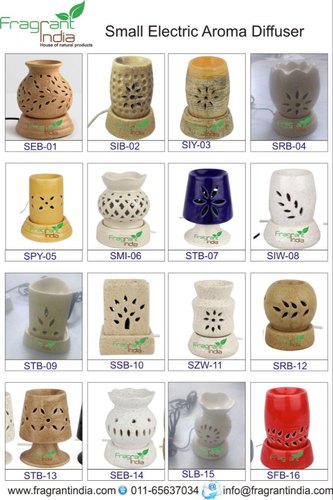 Fragrant
India
House of natural products
Small Electric Aroma Diffuser
SEB-01 SIB-02 SIY-03 SRB-04
SPY-05 SMI-06 STB-07 SIW-08
STB-09 SSB-10 SZW-11 SRB-12
STB-13 SEB-14 SLB-15 SFB-16
www.fragrantindia.com 011-65637034 info@fragrantindia.com